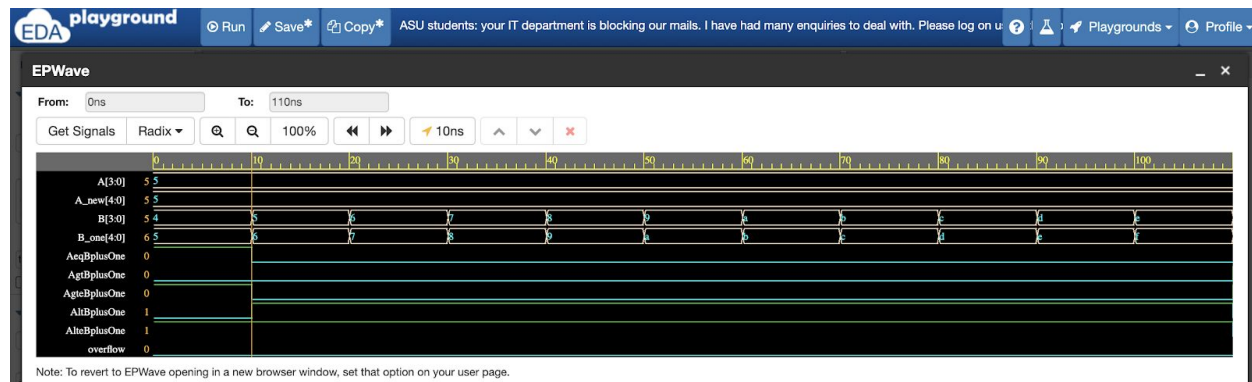 EDA playground Run Save* Copy* ASU students: your IT department is blocking our mails. I have had many enquiries to deal with. Please log on u Playgrounds Profile
EPWave
From: 0ns To: 110ns
Get Signals Radix 100% 10ns
0 10 20 30 40 50 60 70 80 90 100
A[3:0] 5 5
A_new[4:0] 5 5
B[3:0] 5 4 5 6 7 8 9 a b c d e
B_one[4:0] 6 5 6 7 8 9 a b c d e f
AeqBplusOne 0
AgtBplusOne 0
AgteBplusOne 0
AltBplusOne 1
AlteBplusOne 1
overflow 0
Note: To revert to EPWave opening in a new browser window, set that option on your user page.